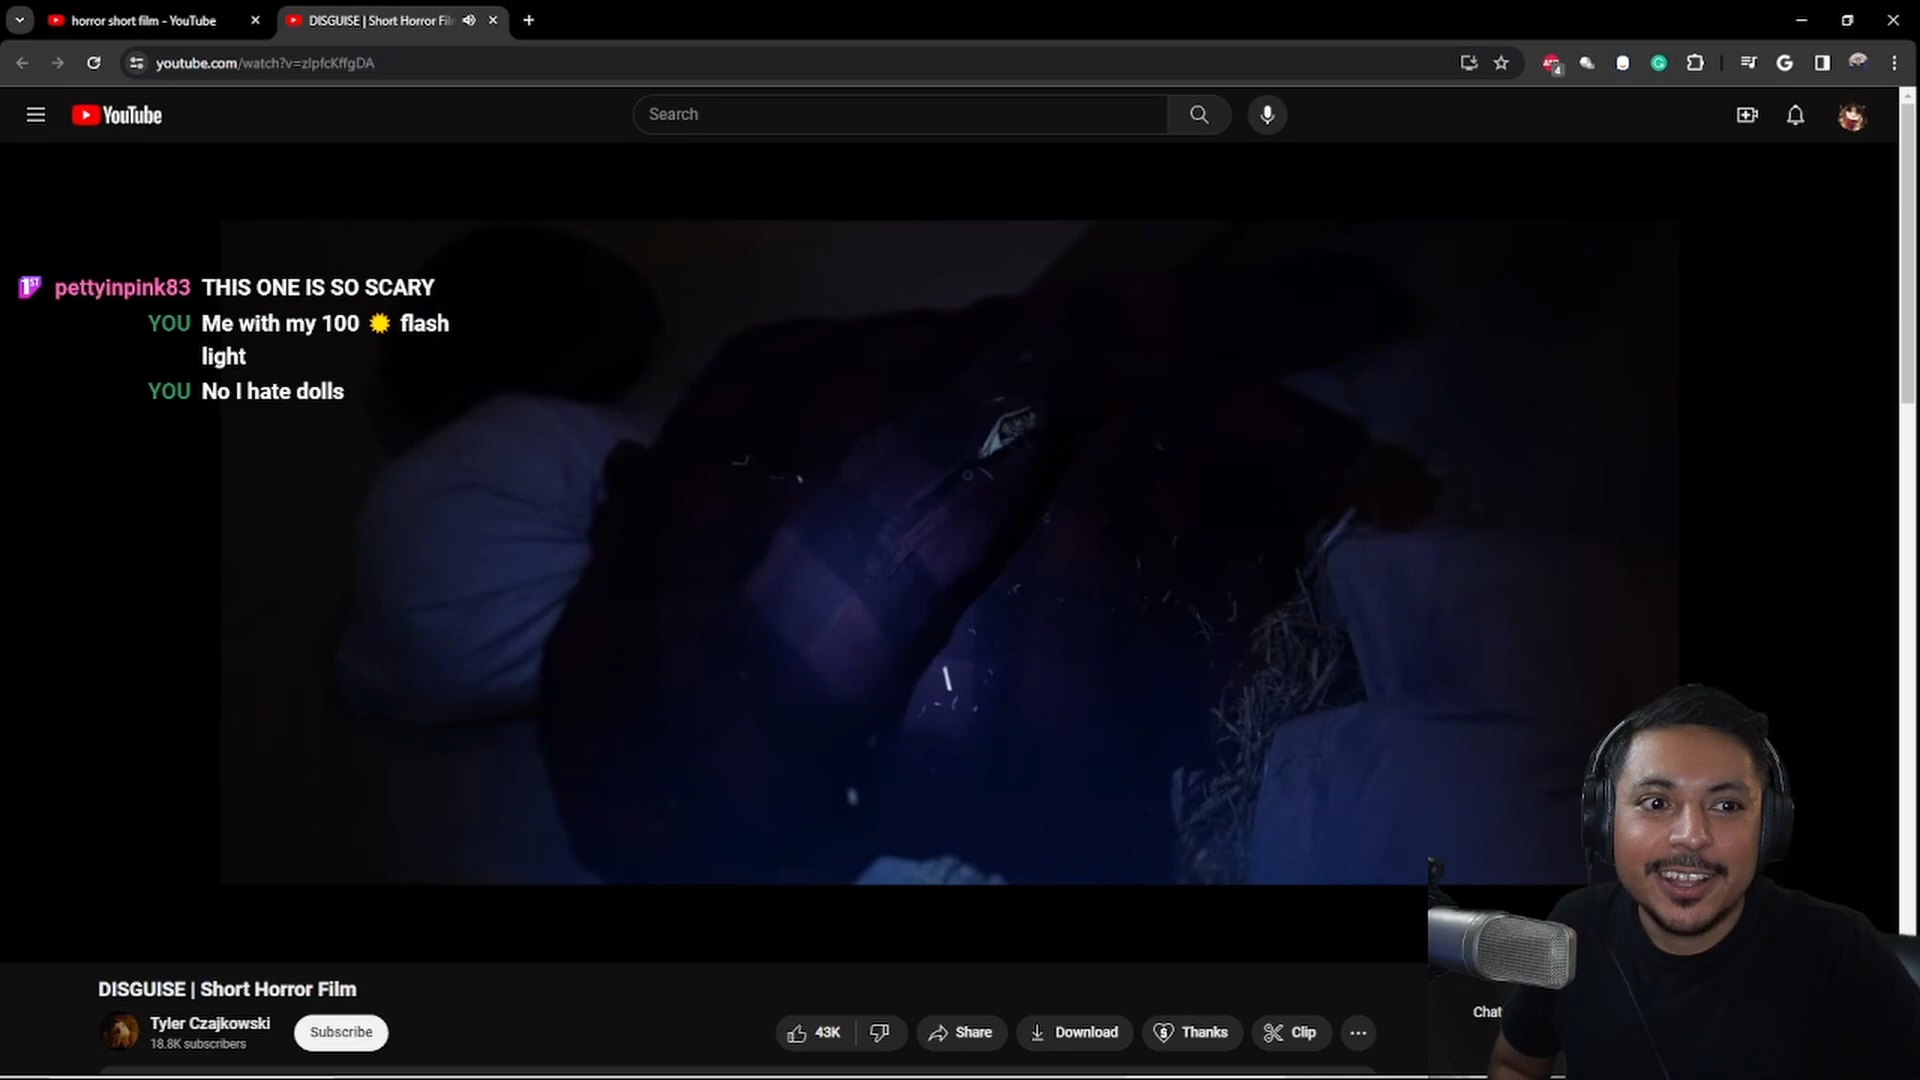 horror short film - YouTube
DISGUISE | Short Horror Fil
youtube.com/watch?v=zlpfcKffgDA
4
YouTube
Search
1ST pettyinpink83 THIS ONE IS SO SCARY
YOU Me with my 100 flash
light
YOU No I hate dolls
DISGUISE | Short Horror Film
Tyler Czajkowski
18.8K subscribers
Subscribe
43K
Share
Download
Thanks
Clip
Chat